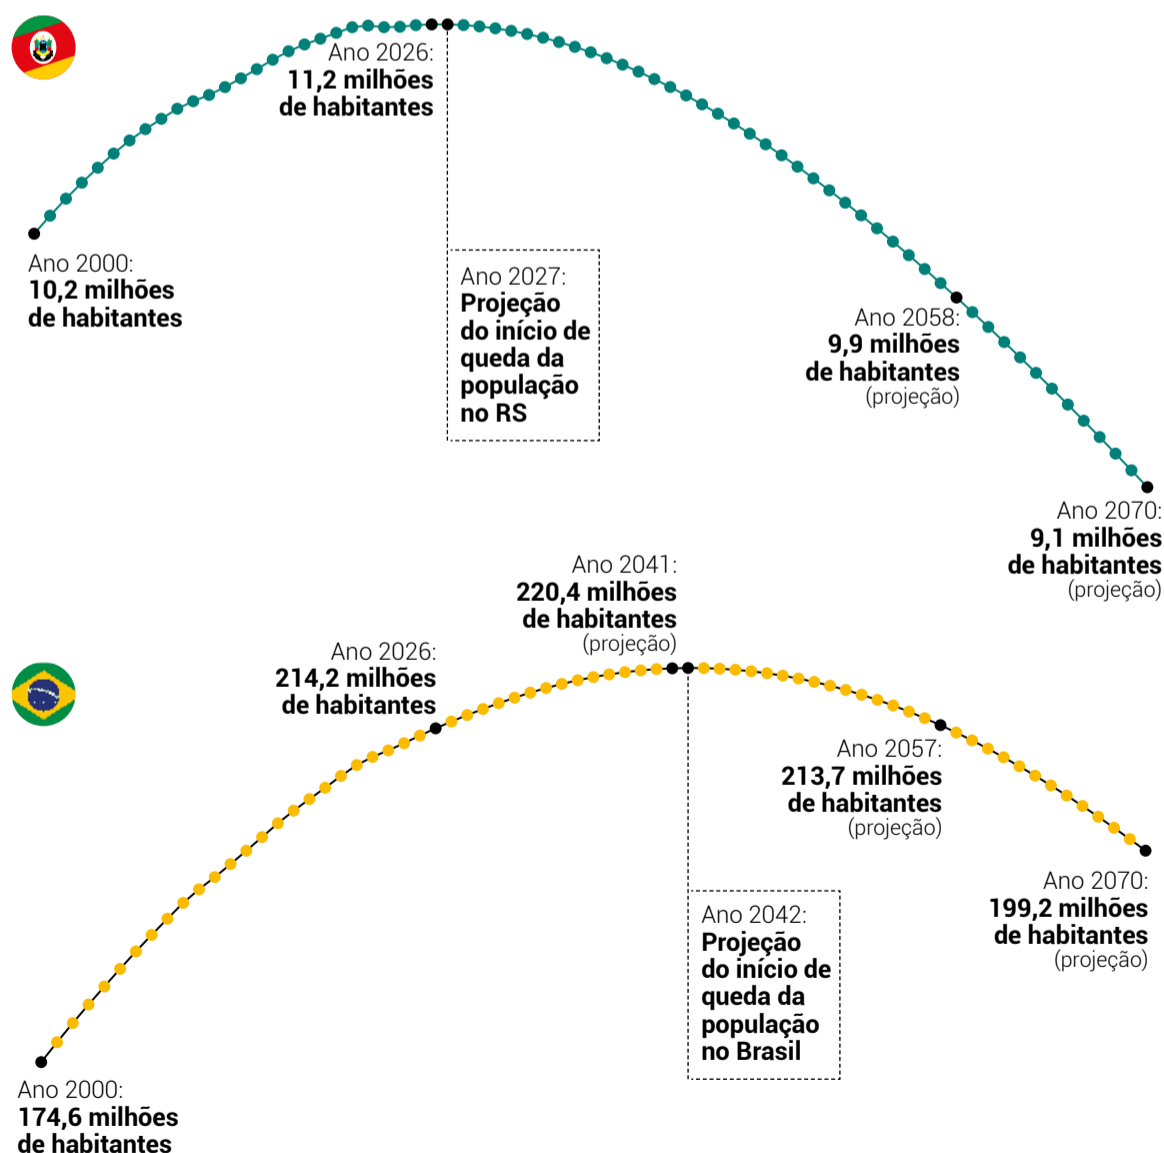 Ano 2026:
11,2 milhões
de habitantes
Ano 2000:
10,2 milhões
de habitantes
Ano 2027:
Projeção
do início de
queda da
população
no RS
Ano 2058:
9,9 milhões
de habitantes
(projeção)
Ano 2070:
9,1 milhões
de habitantes
(projeção)
Ano 2041:
220,4 milhões
de habitantes
(projeção)
Ano 2026:
214,2 milhões
de habitantes
Ano 2057:
213,7 milhões
de habitantes
(projeção)
Ano 2070:
199,2 milhões
de habitantes
(projeção)
Ano 2042:
Projeção
do início de
queda da
população
no Brasil
Ano 2000:
174,6 milhões
de habitantes